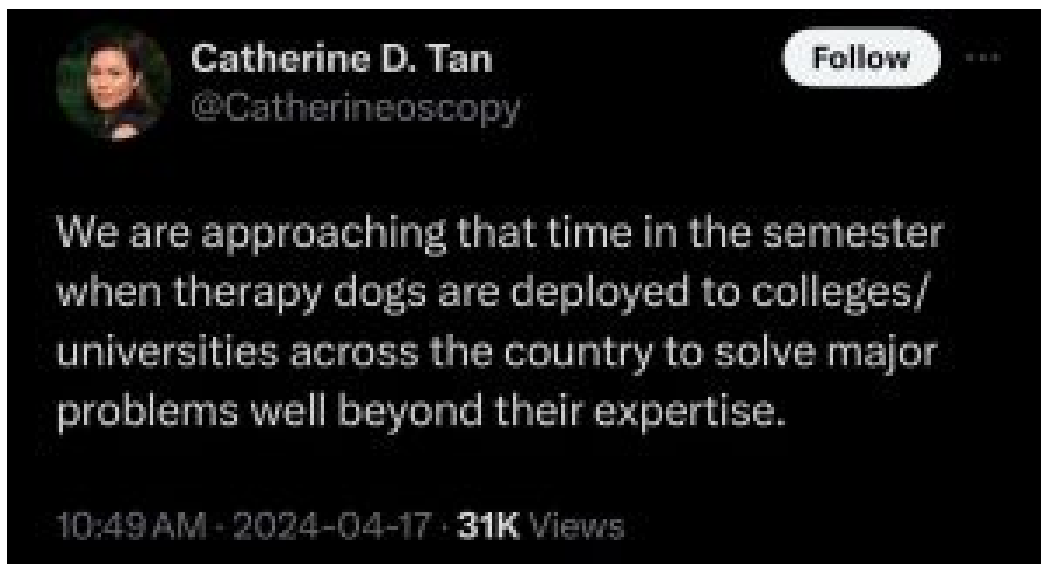 Catherine D. Tan
Follow ...
@Catherineoscopy
We are approaching that time in the semester
when therapy dogs are deployed to colleges/
universities across the country to solve major
problems well beyond their expertise.
10:49 AM · 2024-04-17 · 31K Views